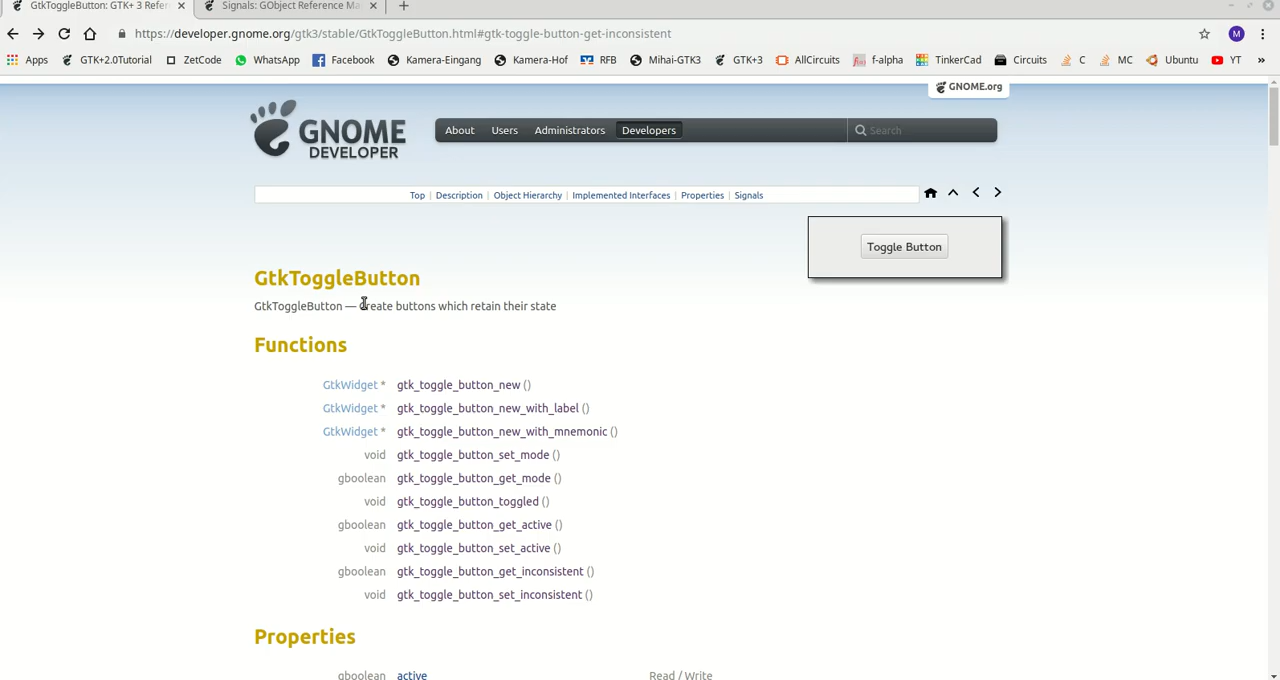 GtkToggleButton: GTK+ 3 Refer
Signals: GObject Reference Ma
https://developer.gnome.org/gtk3/stable/GtkToggleButton.html#gtk-toggle-button-get-inconsistent
M
Apps GTK+2.0Tutorial ZetCode WhatsApp Facebook Kamera-Eingang Kamera-Hof RFB Mihai-GTK3 GTK+3 AllCircuits f-alpha TinkerCad Circuits C MC Ubuntu YT »
GNOME.org
GNOME
DEVELOPER
About Users Administrators Developers Search
Top | Description | Object Hierarchy | Implemented Interfaces | Properties | Signals
Toggle Button
GtkToggleButton
GtkToggleButton — Create buttons which retain their state
Functions
GtkWidget * gtk_toggle_button_new ()
GtkWidget * gtk_toggle_button_new_with_label ()
GtkWidget * gtk_toggle_button_new_with_mnemonic ()
void gtk_toggle_button_set_mode ()
gboolean gtk_toggle_button_get_mode ()
void gtk_toggle_button_toggled ()
gboolean gtk_toggle_button_get_active ()
void gtk_toggle_button_set_active ()
gboolean gtk_toggle_button_get_inconsistent ()
void gtk_toggle_button_set_inconsistent ()
Properties
gboolean active Read / Write